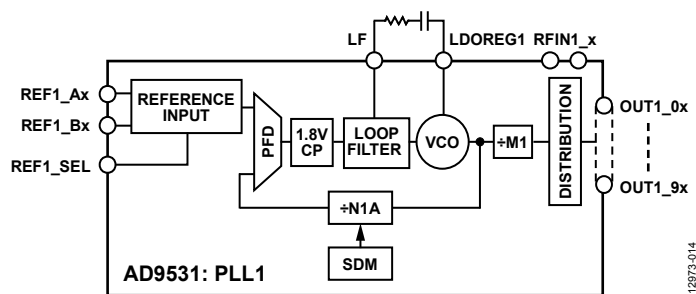 LF
LDOREG1
RFIN1_x
REF1_Ax
REF1_Bx
REF1_SEL
REFERENCE
INPUT
PFD
1.8V
CP
LOOP
FILTER
VCO
÷M1
DISTRIBUTION
OUT1_0x
OUT1_9x
÷N1A
SDM
AD9531: PLL1
12973-014